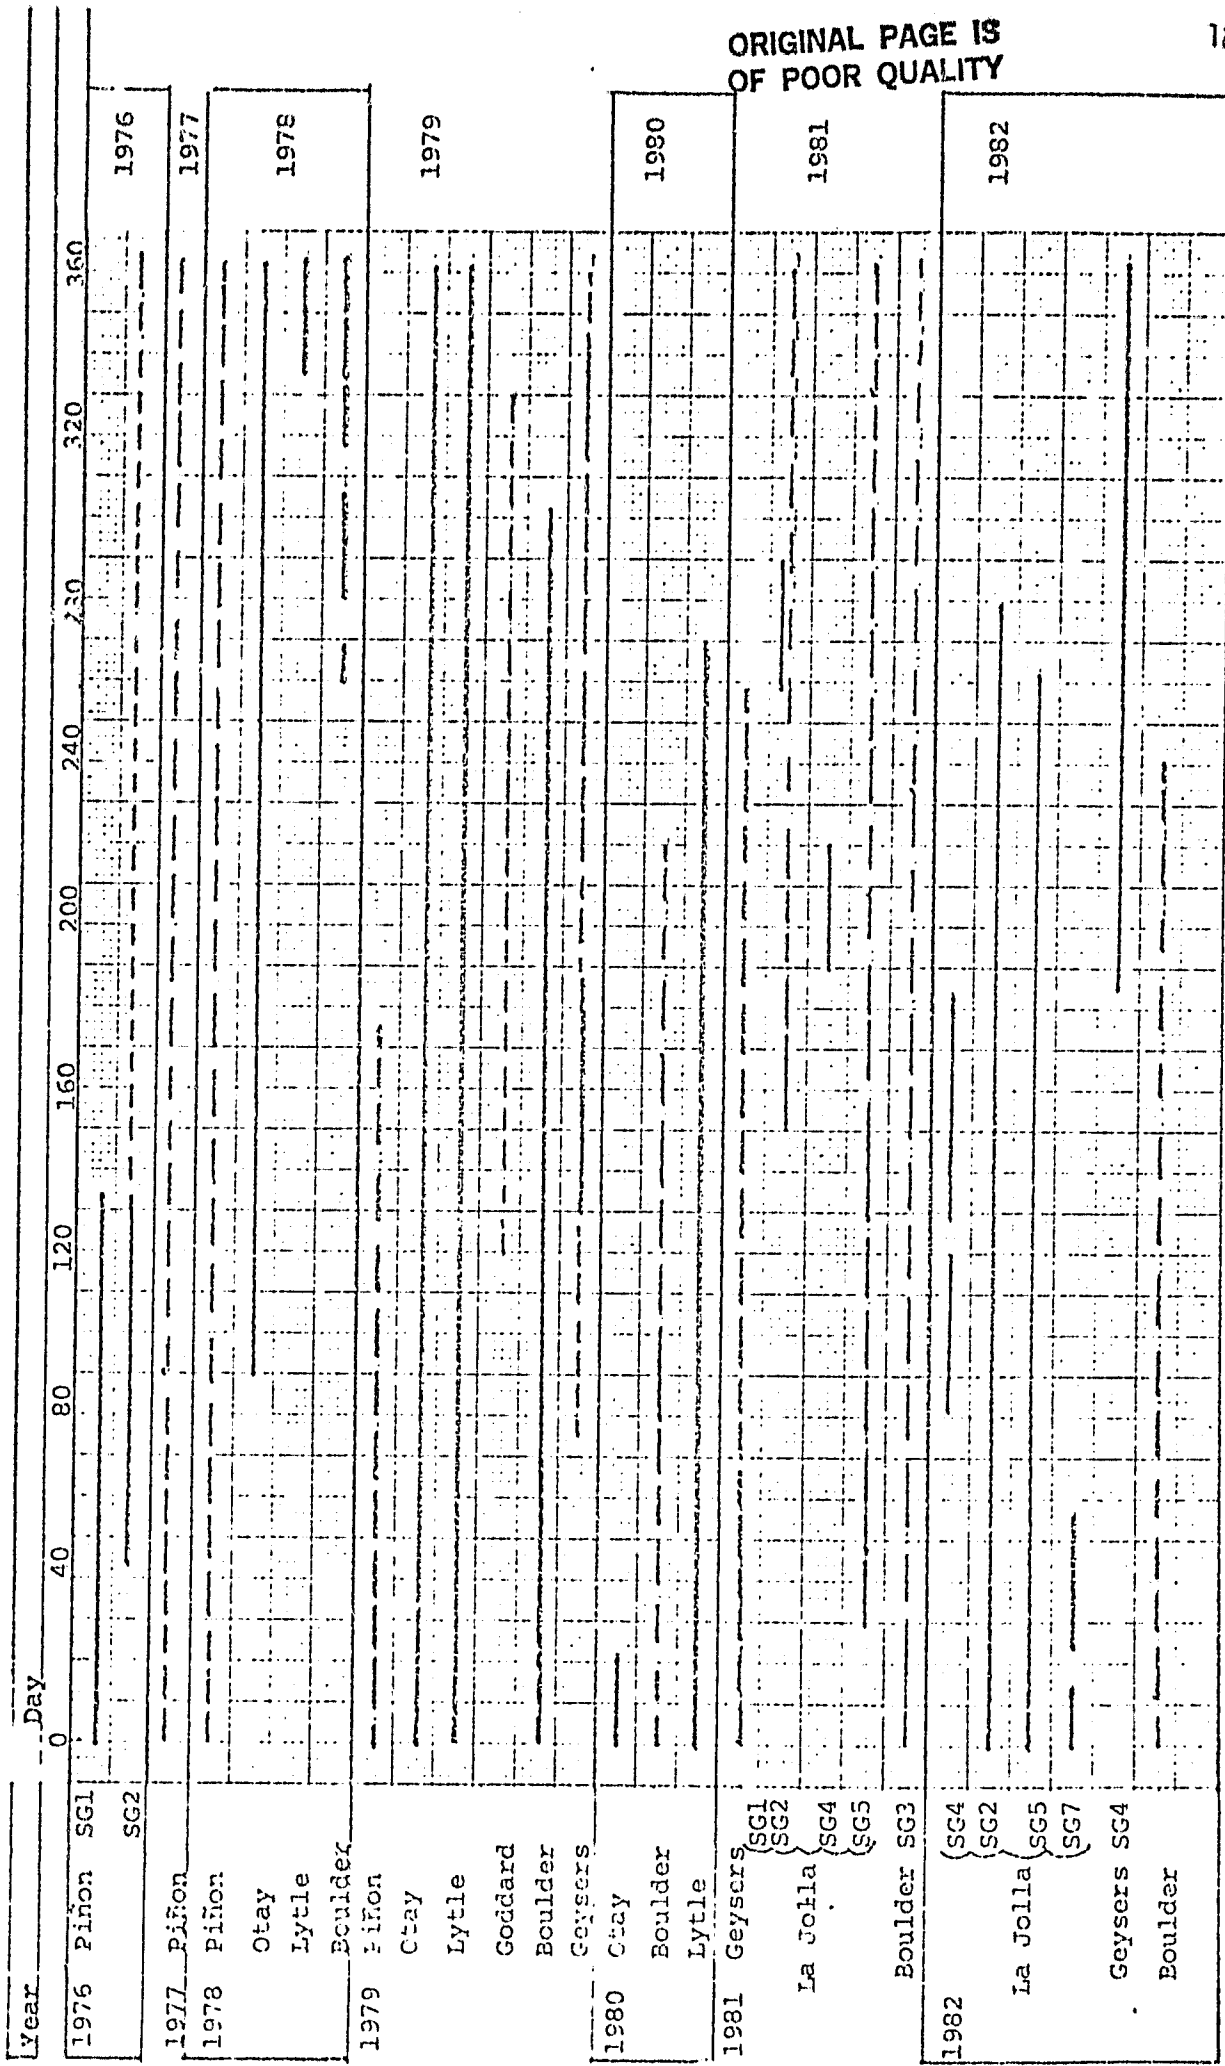 ORIGINAL PAGE IS
OF POOR QUALITY
Year
Day
0 40 80 120 160 200 240 230 320 360
1976 Piñon SG1 1976
SG2
1977 Piñon 1977
1978 Piñon 1978
Otay
Lytle
Boulder
1979 Piñon 1979
Otay
Lytle
Goddard
Boulder
Geysers
1980 Otay 1980
Boulder
Lytle
1981 Geysers 1981
La Jolla
SG1
SG2
SG4
SG5
Boulder SG3
1982 1982
La Jolla
SG4
SG2
SG5
SG7
Geysers SG4
Boulder